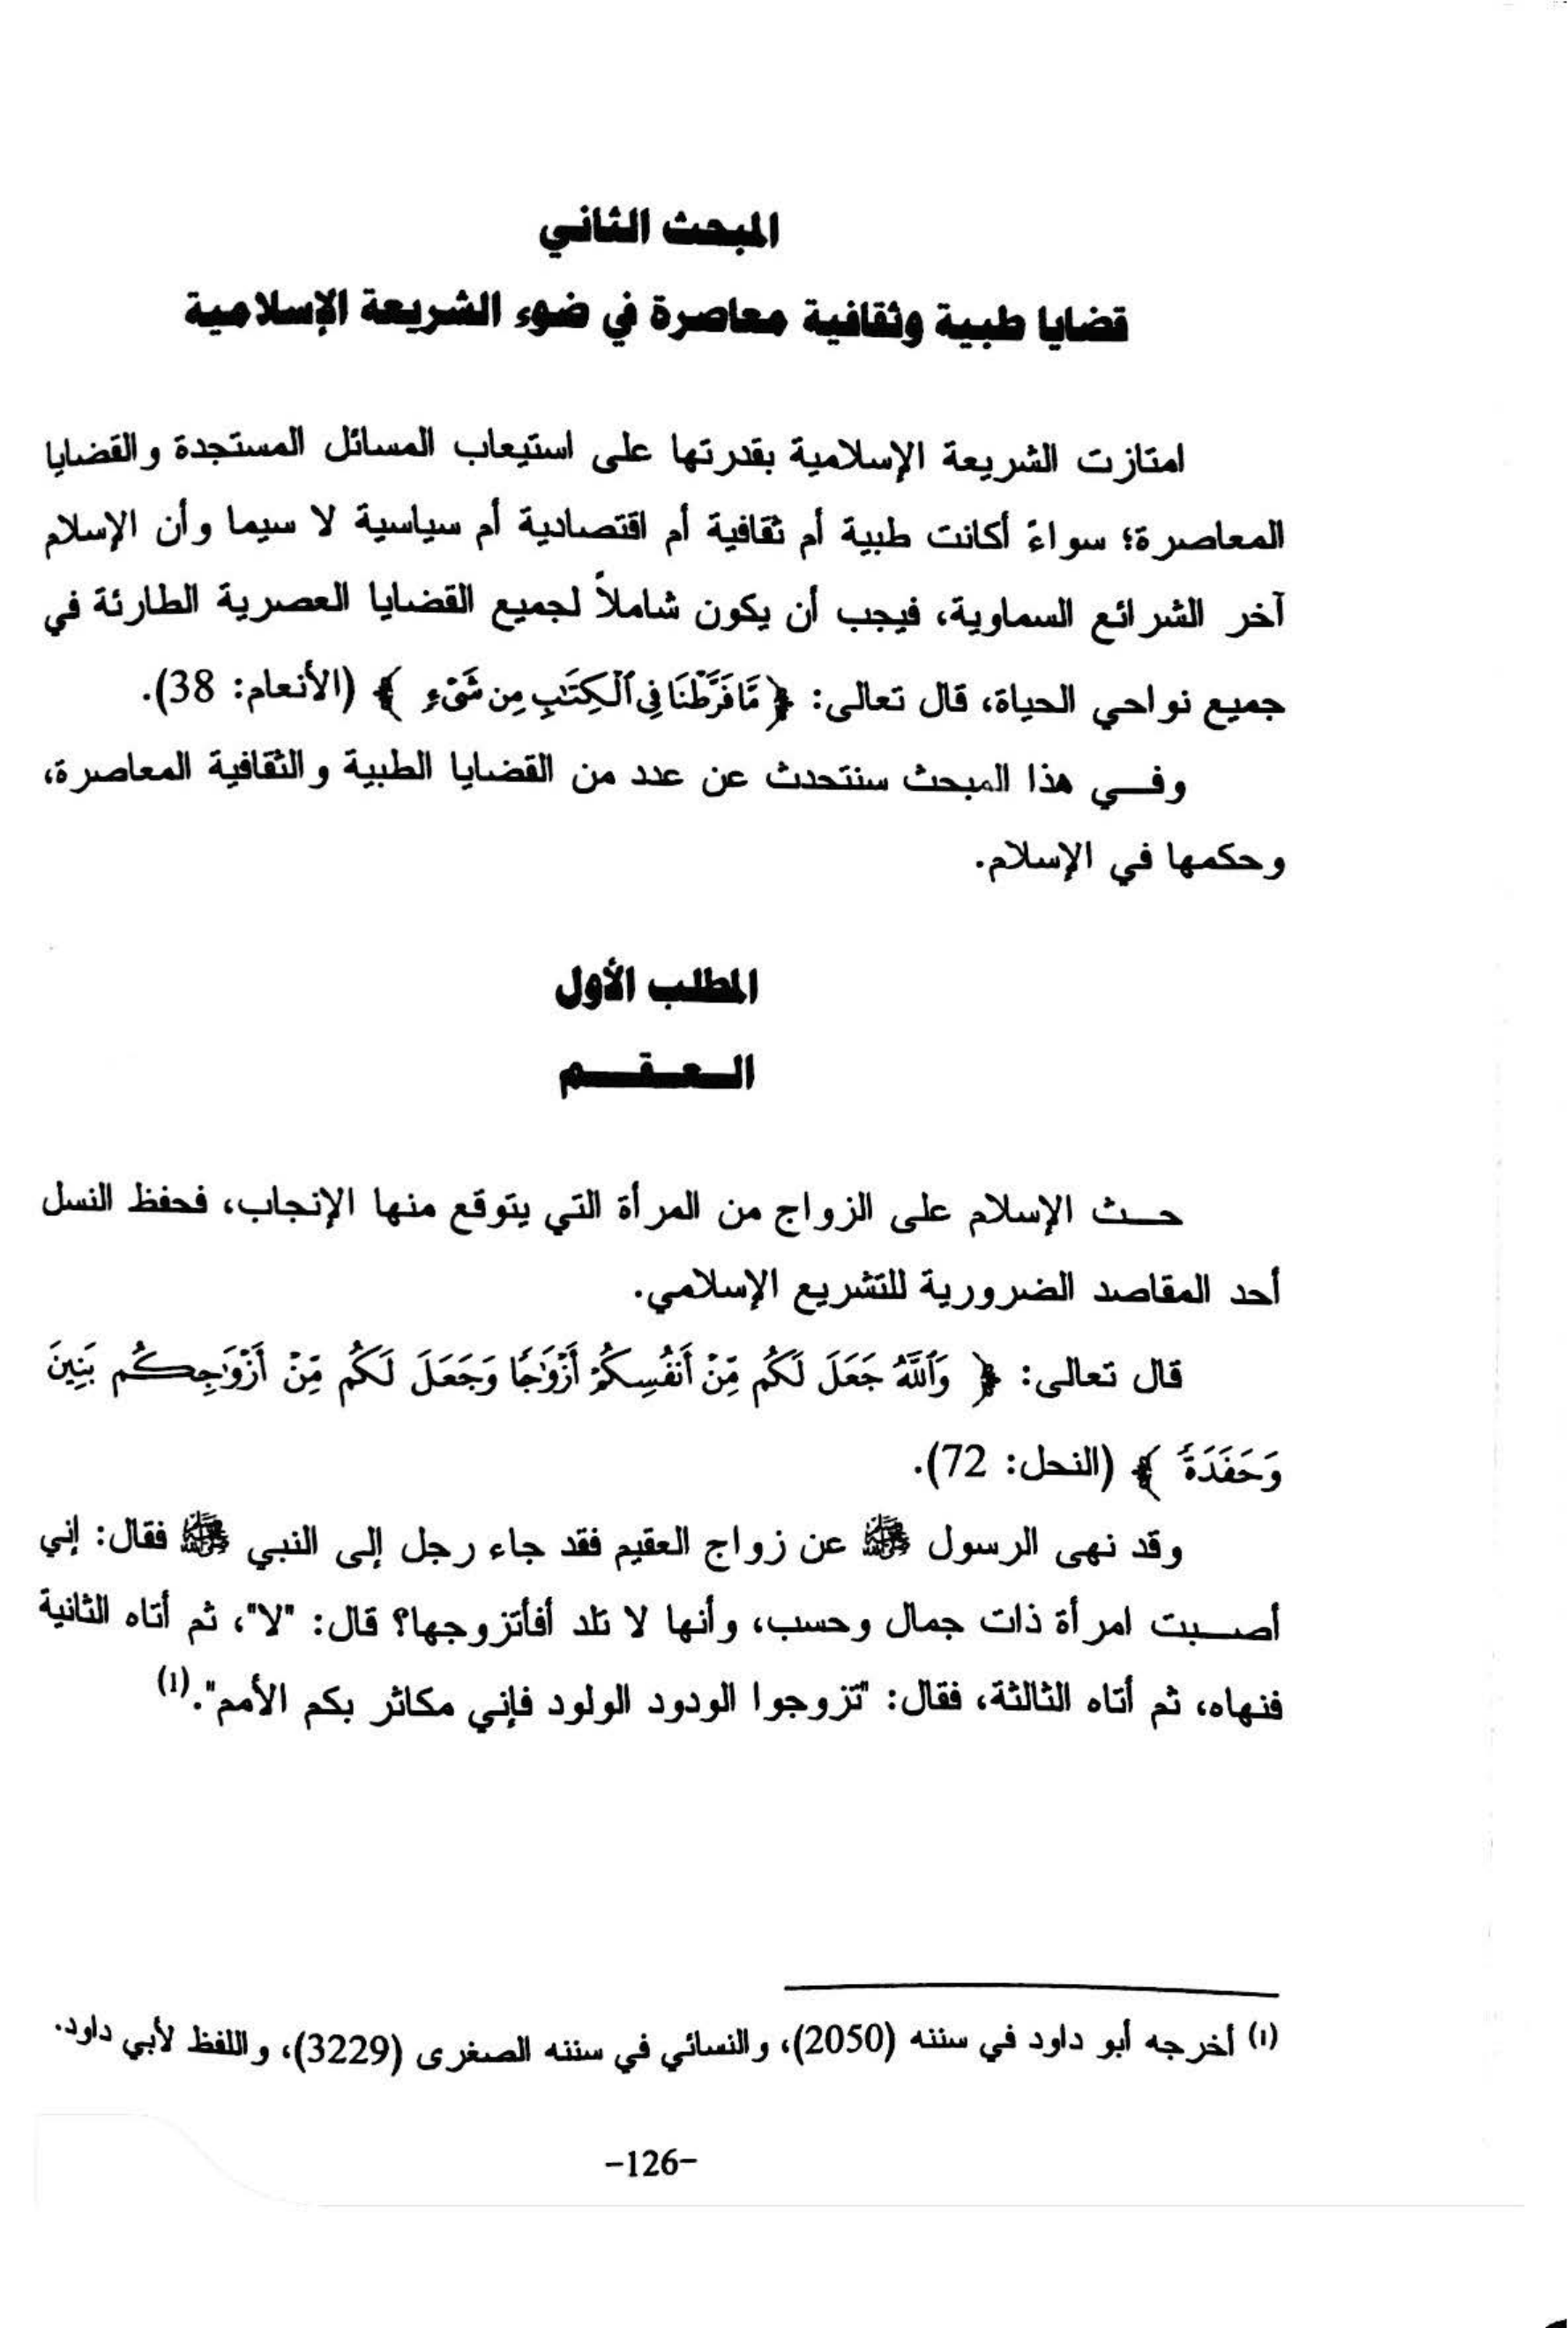 المبحث الثاني
قضايا طبية وثقافية معاصرة في ضوء الشريعة الإسلامية
امتازت الشريعة الإسلامية بقدرتها على استيعاب المسائل المستجدة والقضايا
المعاصرة؛ سواءً أكانت طبية أم ثقافية أم اقتصادية أم سياسية لا سيما وأن الإسلام
آخر الشرائع السماوية، فيجب أن يكون شاملاً لجميع القضايا العصرية الطارئة في
جميع نواحي الحياة، قال تعالى: ﴿ مَّا فَرَّطْنَا فِي ٱلْكِتَٰبِ مِن شَىْءٍ ﴾ (الأنعام: 38).
وفي هذا المبحث سنتحدث عن عدد من القضايا الطبية والثقافية المعاصرة،
وحكمها في الإسلام.
المطلب الأول
العقم
حث الإسلام على الزواج من المرأة التي يتوقع منها الإنجاب، فحفظ النسل
أحد المقاصد الضرورية للتشريع الإسلامي.
قال تعالى: ﴿ وَٱللَّهُ جَعَلَ لَكُم مِّنْ أَنفُسِكُمْ أَزْوَٰجًا وَجَعَلَ لَكُم مِّنْ أَزْوَٰجِكُم بَنِينَ
وَحَفَدَةً ﴾ (النحل: 72).
وقد نهى الرسول ﷺ عن زواج العقيم فقد جاء رجل إلى النبي ﷺ فقال: إني
أصبت امرأة ذات جمال وحسب، وأنها لا تلد أفأتزوجها؟ قال: "لا"، ثم أتاه الثانية
فنهاه، ثم أتاه الثالثة، فقال: "تزوجوا الودود الولود فإني مكاثر بكم الأمم".(1)
(1) أخرجه أبو داود في سننه (2050)، والنسائي في سننه الصغرى (3229)، واللفظ لأبي داود.
-126-